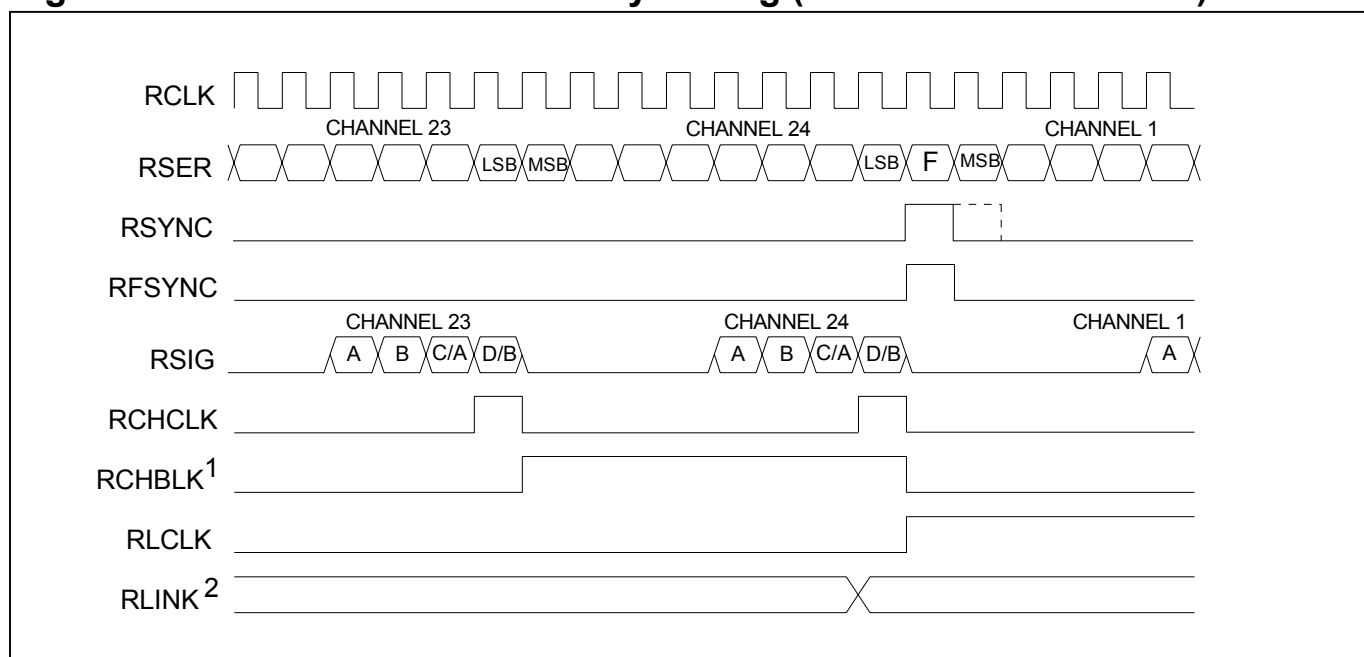 RCLK
CHANNEL 23 CHANNEL 24 CHANNEL 1
RSER LSB MSB LSB F MSB
RSYNC
RFSYNC
CHANNEL 23 CHANNEL 24 CHANNEL 1
RSIG A B C/A D/B A B C/A D/B A
RCHCLK
RCHBLK1
RLCLK
RLINK2